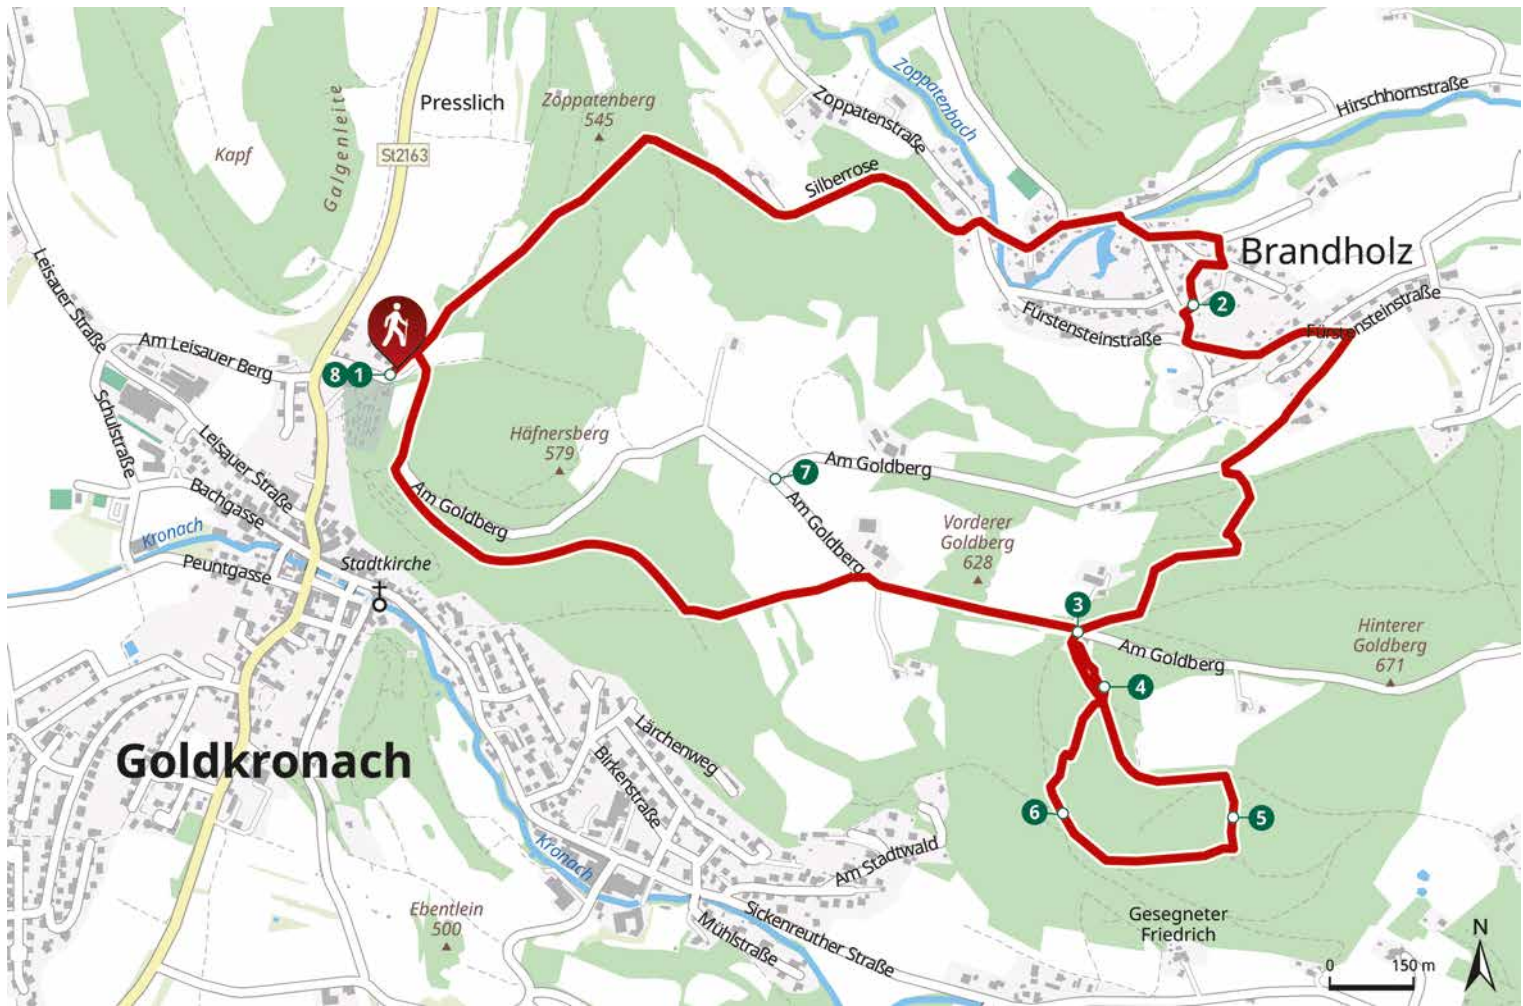 Zoppatenbach
Presslich
Zoppatenberg
545
Zoppatenstraße
Hirschhornstraße
Kapf
Galgenleite
St2163
Silberrose
Brandholz
Leisauer Straße
2
Fürstensteinstraße
Fürstensteinstraße
Am Leisauer Berg
8 1
Schulstraße
Leisauer Straße
Häfnersberg
579
7
Am Goldberg
Bachgasse
Am Goldberg
Am Goldberg
Vorderer
Goldberg
628
Kronach
Peuntgasse
Stadtkirche
3
Hinterer
Goldberg
671
Am Goldberg
4
Goldkronach
Lärchenweg
Birkenstraße
6
5
Kronach
Am Stadtwald
Ebentlein
500
Mühlstraße
Sickenreuther Straße
Gesegneter
Friedrich
N
0 150 m